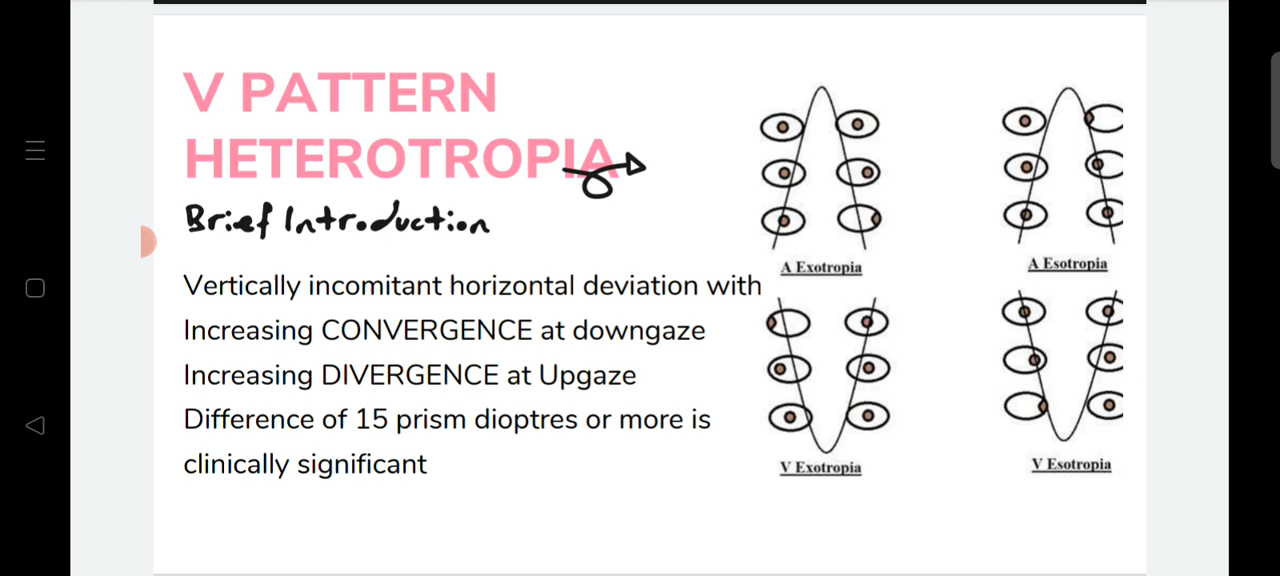 V PATTERN
HETEROTROPIA
Brief Introduction
Vertically incomitant horizontal deviation with
Increasing CONVERGENCE at downgaze
Increasing DIVERGENCE at Upgaze
Difference of 15 prism dioptres or more is
clinically significant
A Exotropia
A Esotropia
V Exotropia
V Esotropia